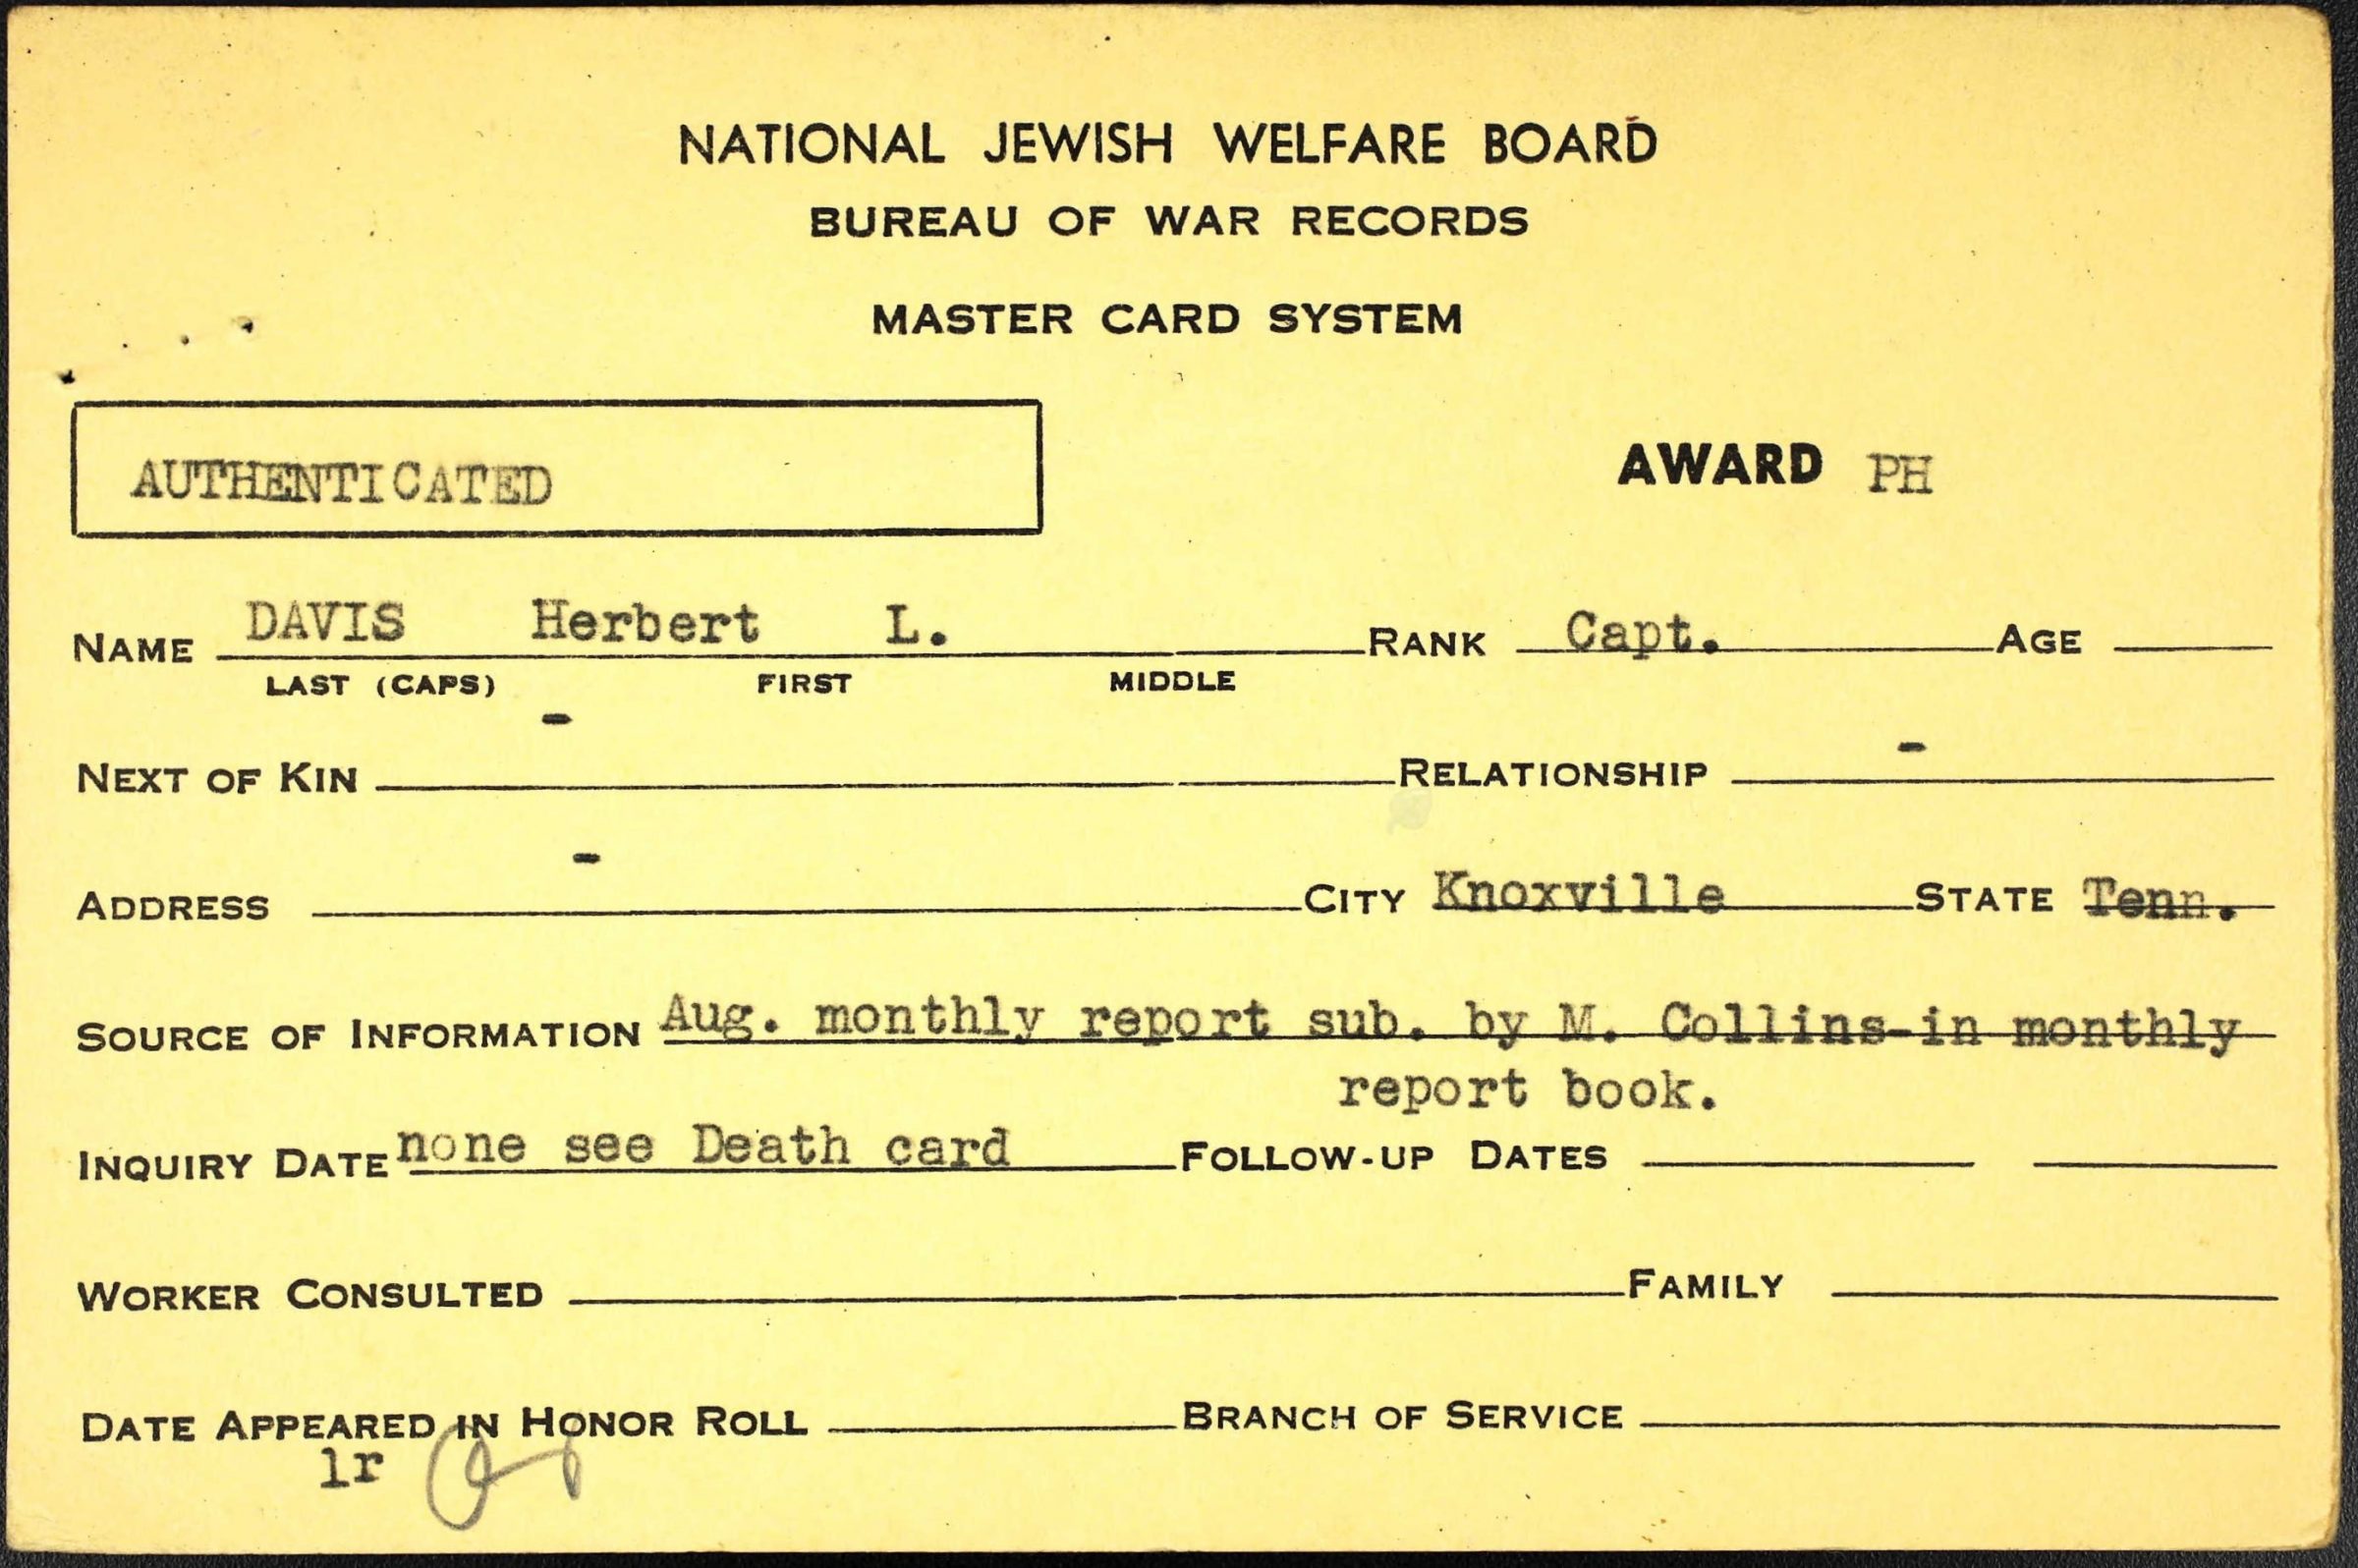 NATIONAL JEWISH WELFARE BOARD
BUREAU OF WAR RECORDS
MASTER CARD SYSTEM
AUTHENTICATED
AWARD PH
NAME DAVIS Herbert L. RANK Capt. AGE
LAST (CAPS) FIRST MIDDLE
NEXT OF KIN - RELATIONSHIP -
ADDRESS - CITY Knoxville STATE Tenn.
SOURCE OF INFORMATION Aug. monthly report sub. by M. Collins-in monthly
report book.
INQUIRY DATE none see Death card FOLLOW-UP DATES
WORKER CONSULTED FAMILY
DATE APPEARED IN HONOR ROLL BRANCH OF SERVICE
lr